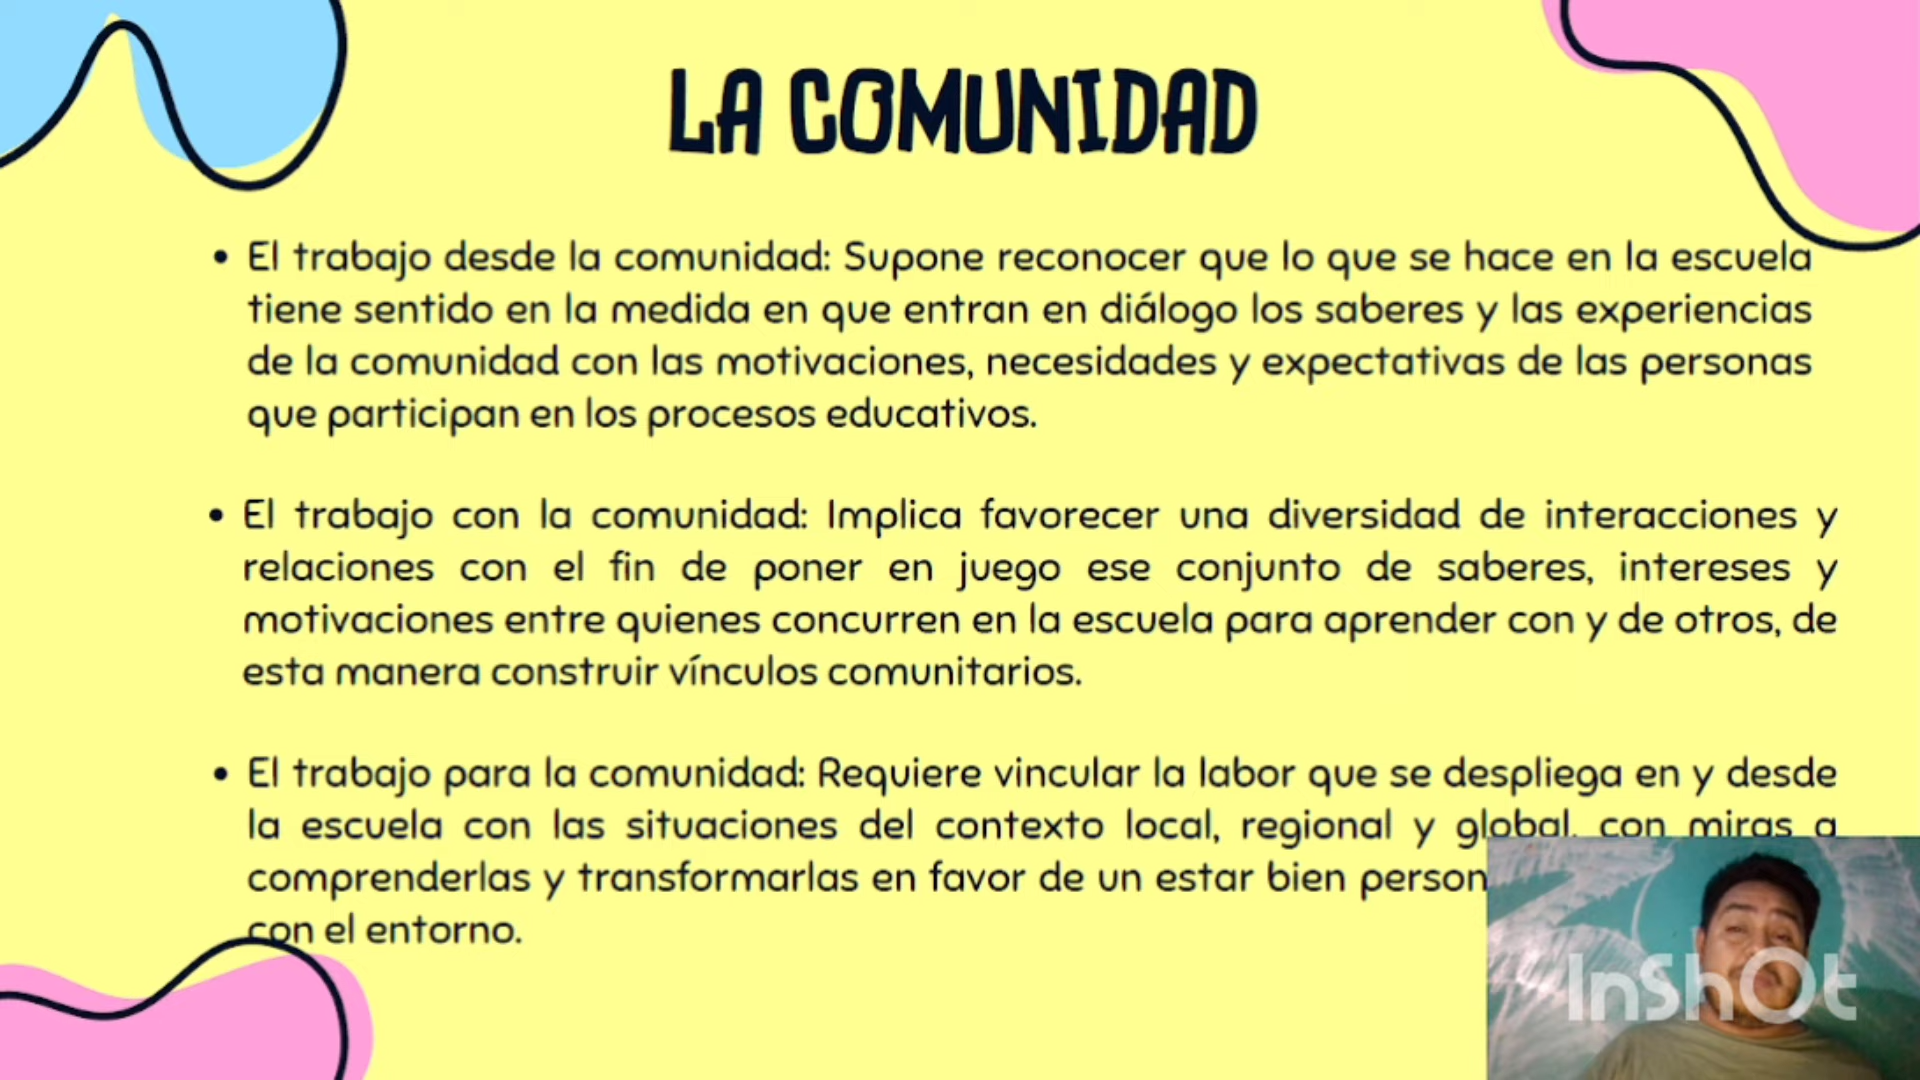 LA COMUNIDAD
• El trabajo desde la comunidad: Supone reconocer que lo que se hace en la escuela
tiene sentido en la medida en que entran en diálogo los saberes y las experiencias
de la comunidad con las motivaciones, necesidades y expectativas de las personas
que participan en los procesos educativos.
• El trabajo con la comunidad: Implica favorecer una diversidad de interacciones y
relaciones con el fin de poner en juego ese conjunto de saberes, intereses y
motivaciones entre quienes concurren en la escuela para aprender con y de otros, de
esta manera construir vínculos comunitarios.
• El trabajo para la comunidad: Requiere vincular la labor que se despliega en y desde
la escuela con las situaciones del contexto local, regional y global, con miras a
comprenderlas y transformarlas en favor de un estar bien
con el entorno.
InShOt